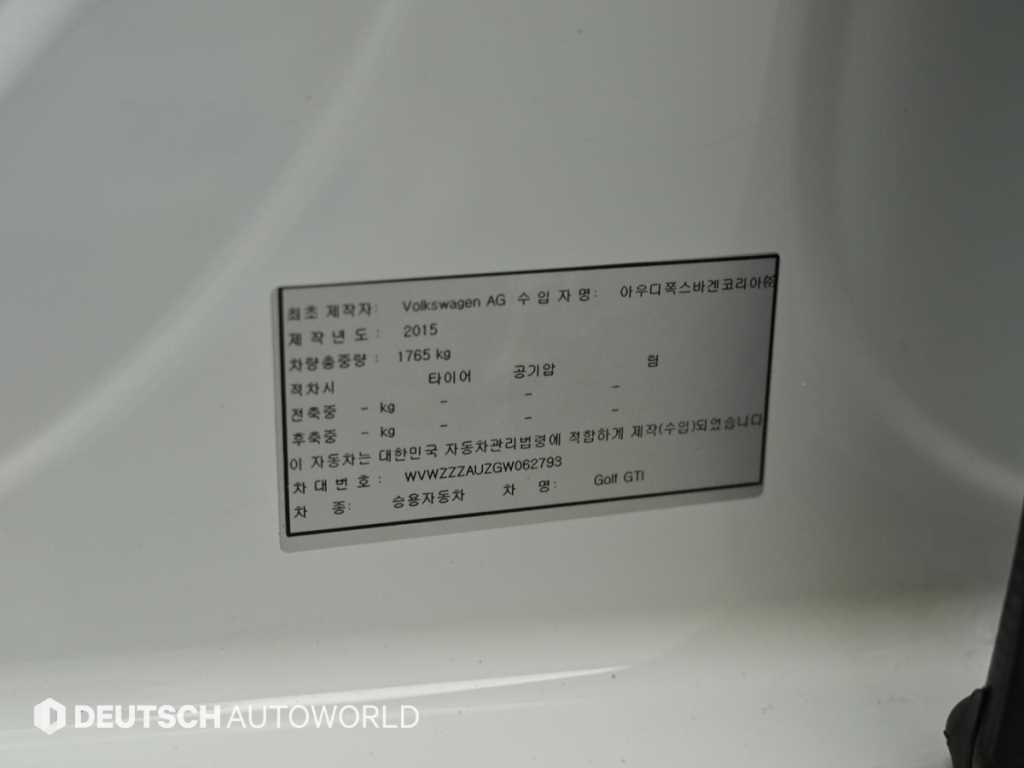 최초 제작자: Volkswagen AG 수 입 자 명: 아우디폭스바겐코리아㈜
제 작 년 도 : 2015
차량총중량 : 1765 kg
적차시 타이어 공기압 림
전축중 - kg - - -
후축중 - kg - - -
이 자동차는 대한민국 자동차관리법령에 적합하게 제작(수입)되었습니다
차 대 번 호 : WVWZZZAUZGW062793
차 종: 승용자동차 차 명: Golf GTI
DEUTSCH AUTOWORLD